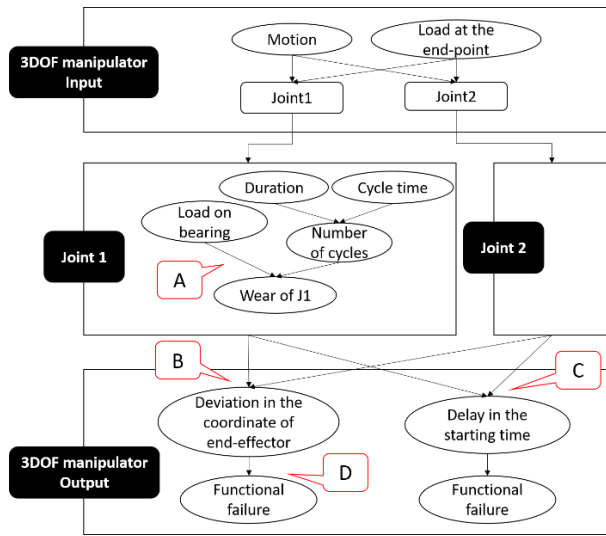 3DOF manipulator
Input
Motion
Load at the
end-point
Joint1
Joint2
Joint 1
Duration
Cycle time
Load on
bearing
Number
of cycles
A
Wear of J1
Joint 2
B
C
3DOF manipulator
Output
Deviation in the
coordinate of
end-effector
Delay in the
starting time
D
Functional
failure
Functional
failure